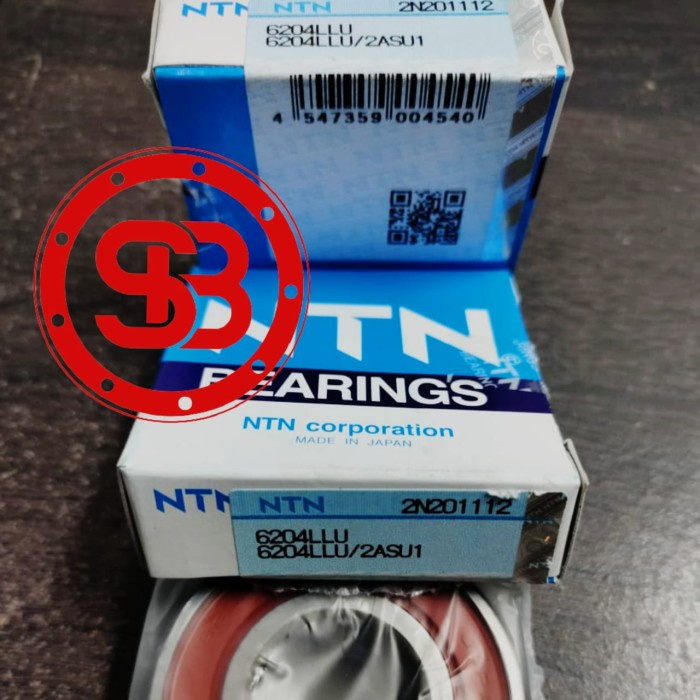 NTN 2N201112
6204LLU
6204LLU/2ASU1
4 547359 004540
SB
NTN
BEARINGS
NTN corporation
MADE IN JAPAN
NTN NTN 2N201112
6204LLU
6204LLU/2ASU1